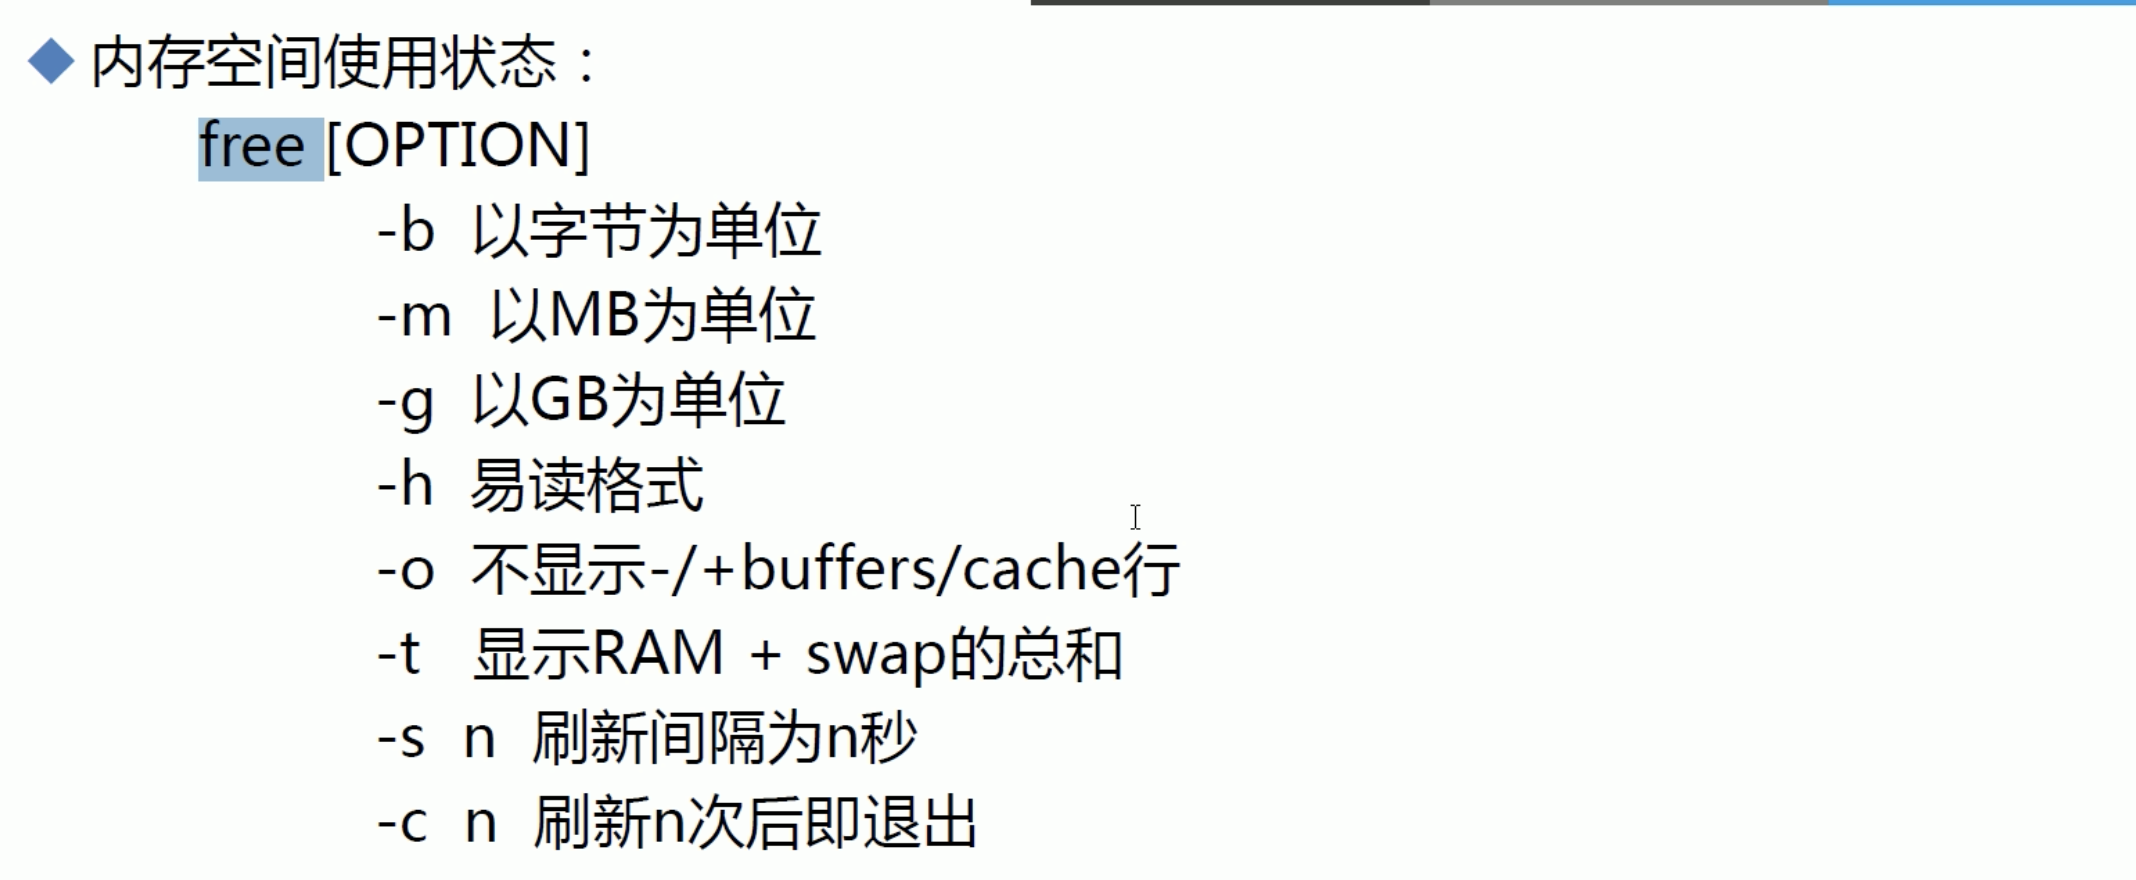 内存空间使用状态：
free [OPTION]
-b 以字节为单位
-m 以MB为单位
-g 以GB为单位
-h 易读格式
-o 不显示-/+buffers/cache行
-t 显示RAM + swap的总和
-s n 刷新间隔为n秒
-c n 刷新n次后即退出